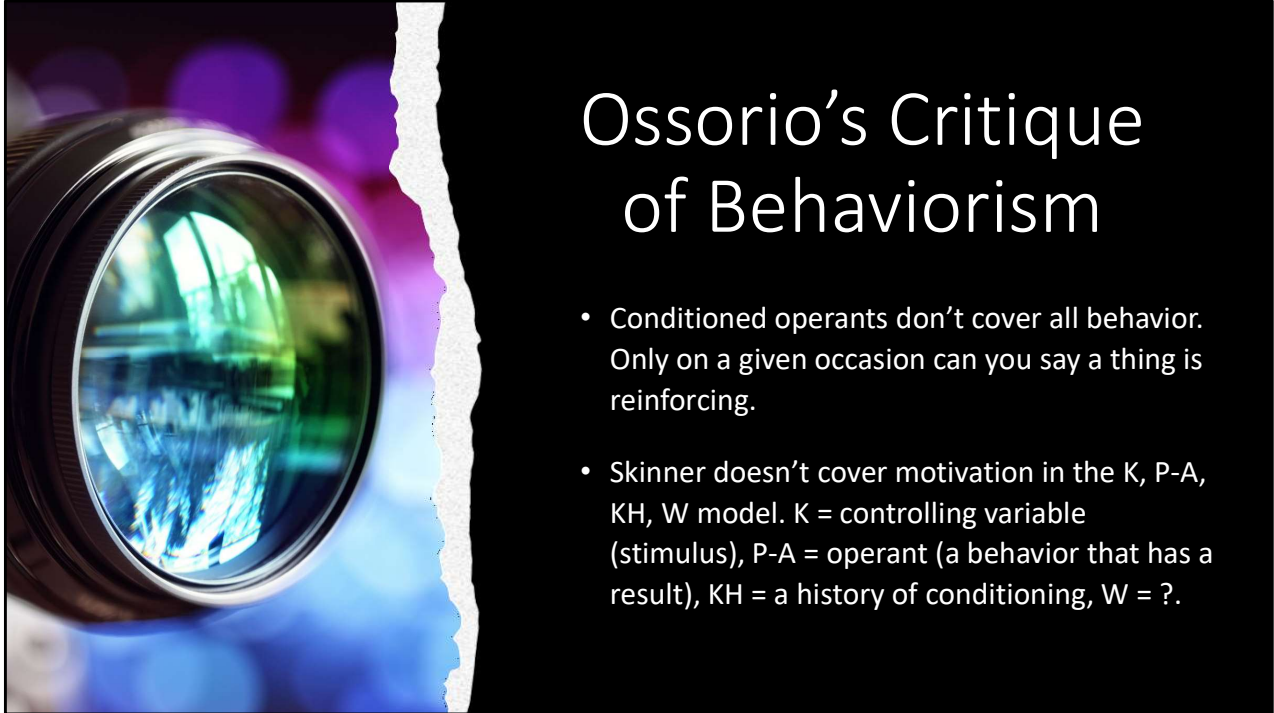 Ossorio’s Critique
of Behaviorism
• Conditioned operants don’t cover all behavior.
Only on a given occasion can you say a thing is
reinforcing.
• Skinner doesn’t cover motivation in the K, P-A,
KH, W model. K = controlling variable
(stimulus), P-A = operant (a behavior that has a
result), KH = a history of conditioning, W = ?.